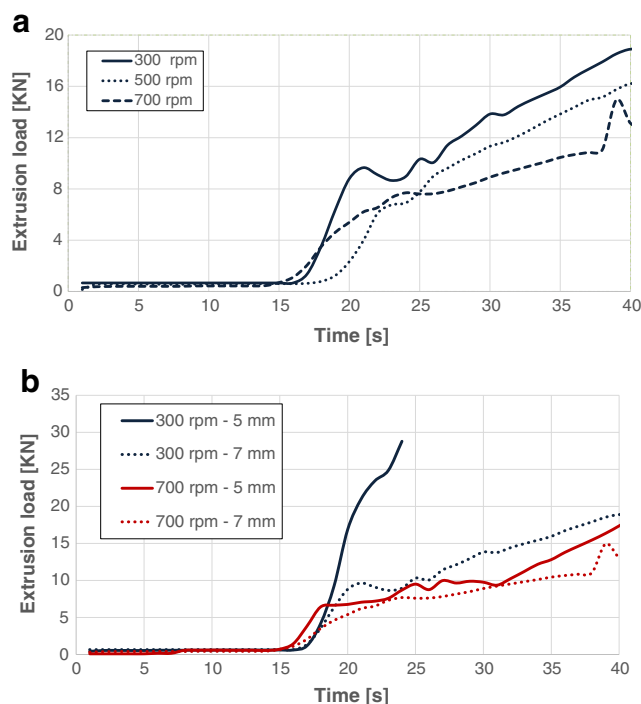 a
Extrusion load [KN]
20
16
12
8
4
0
300 rpm
500 rpm
700 rpm
0 5 10 15 20 25 30 35 40
Time [s]
b
Extrusion load [KN]
35
30
25
20
15
10
5
0
300 rpm - 5 mm
300 rpm - 7 mm
700 rpm - 5 mm
700 rpm - 7 mm
0 5 10 15 20 25 30 35 40
Time [s]